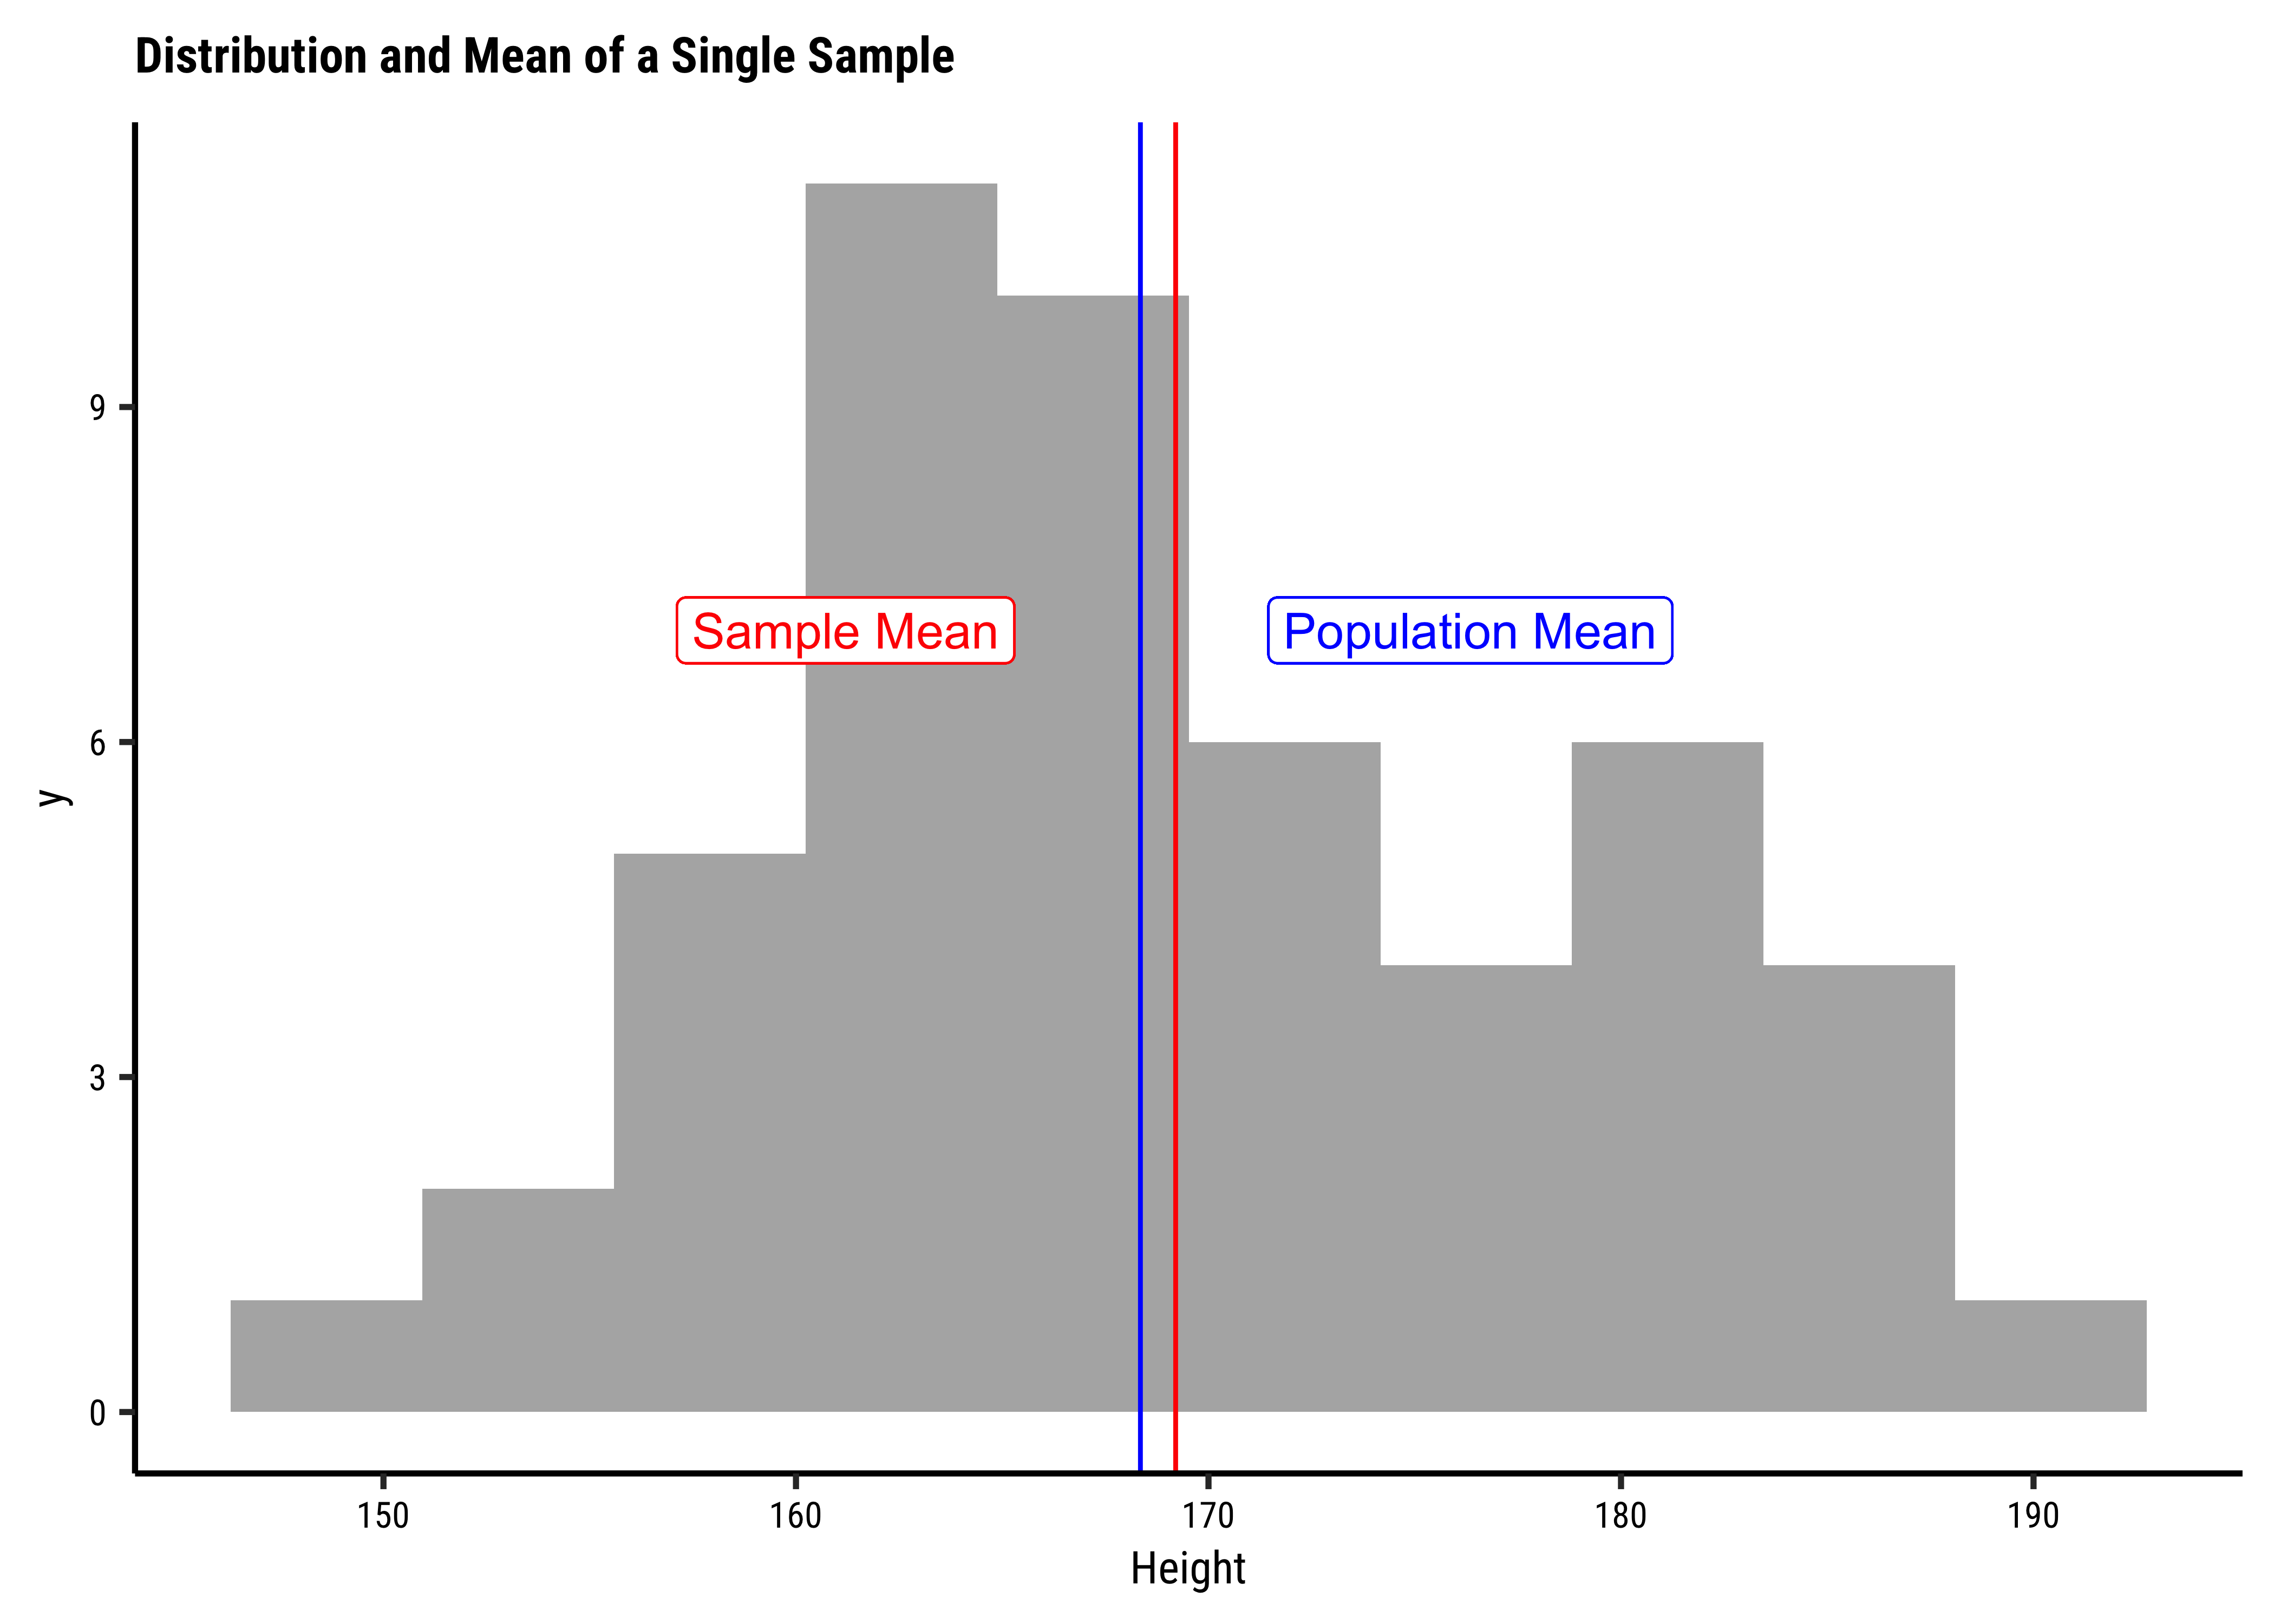 Distribution and Mean of a Single Sample
9
6
3
0
y
Sample Mean
Population Mean
150 160 170 180 190
Height